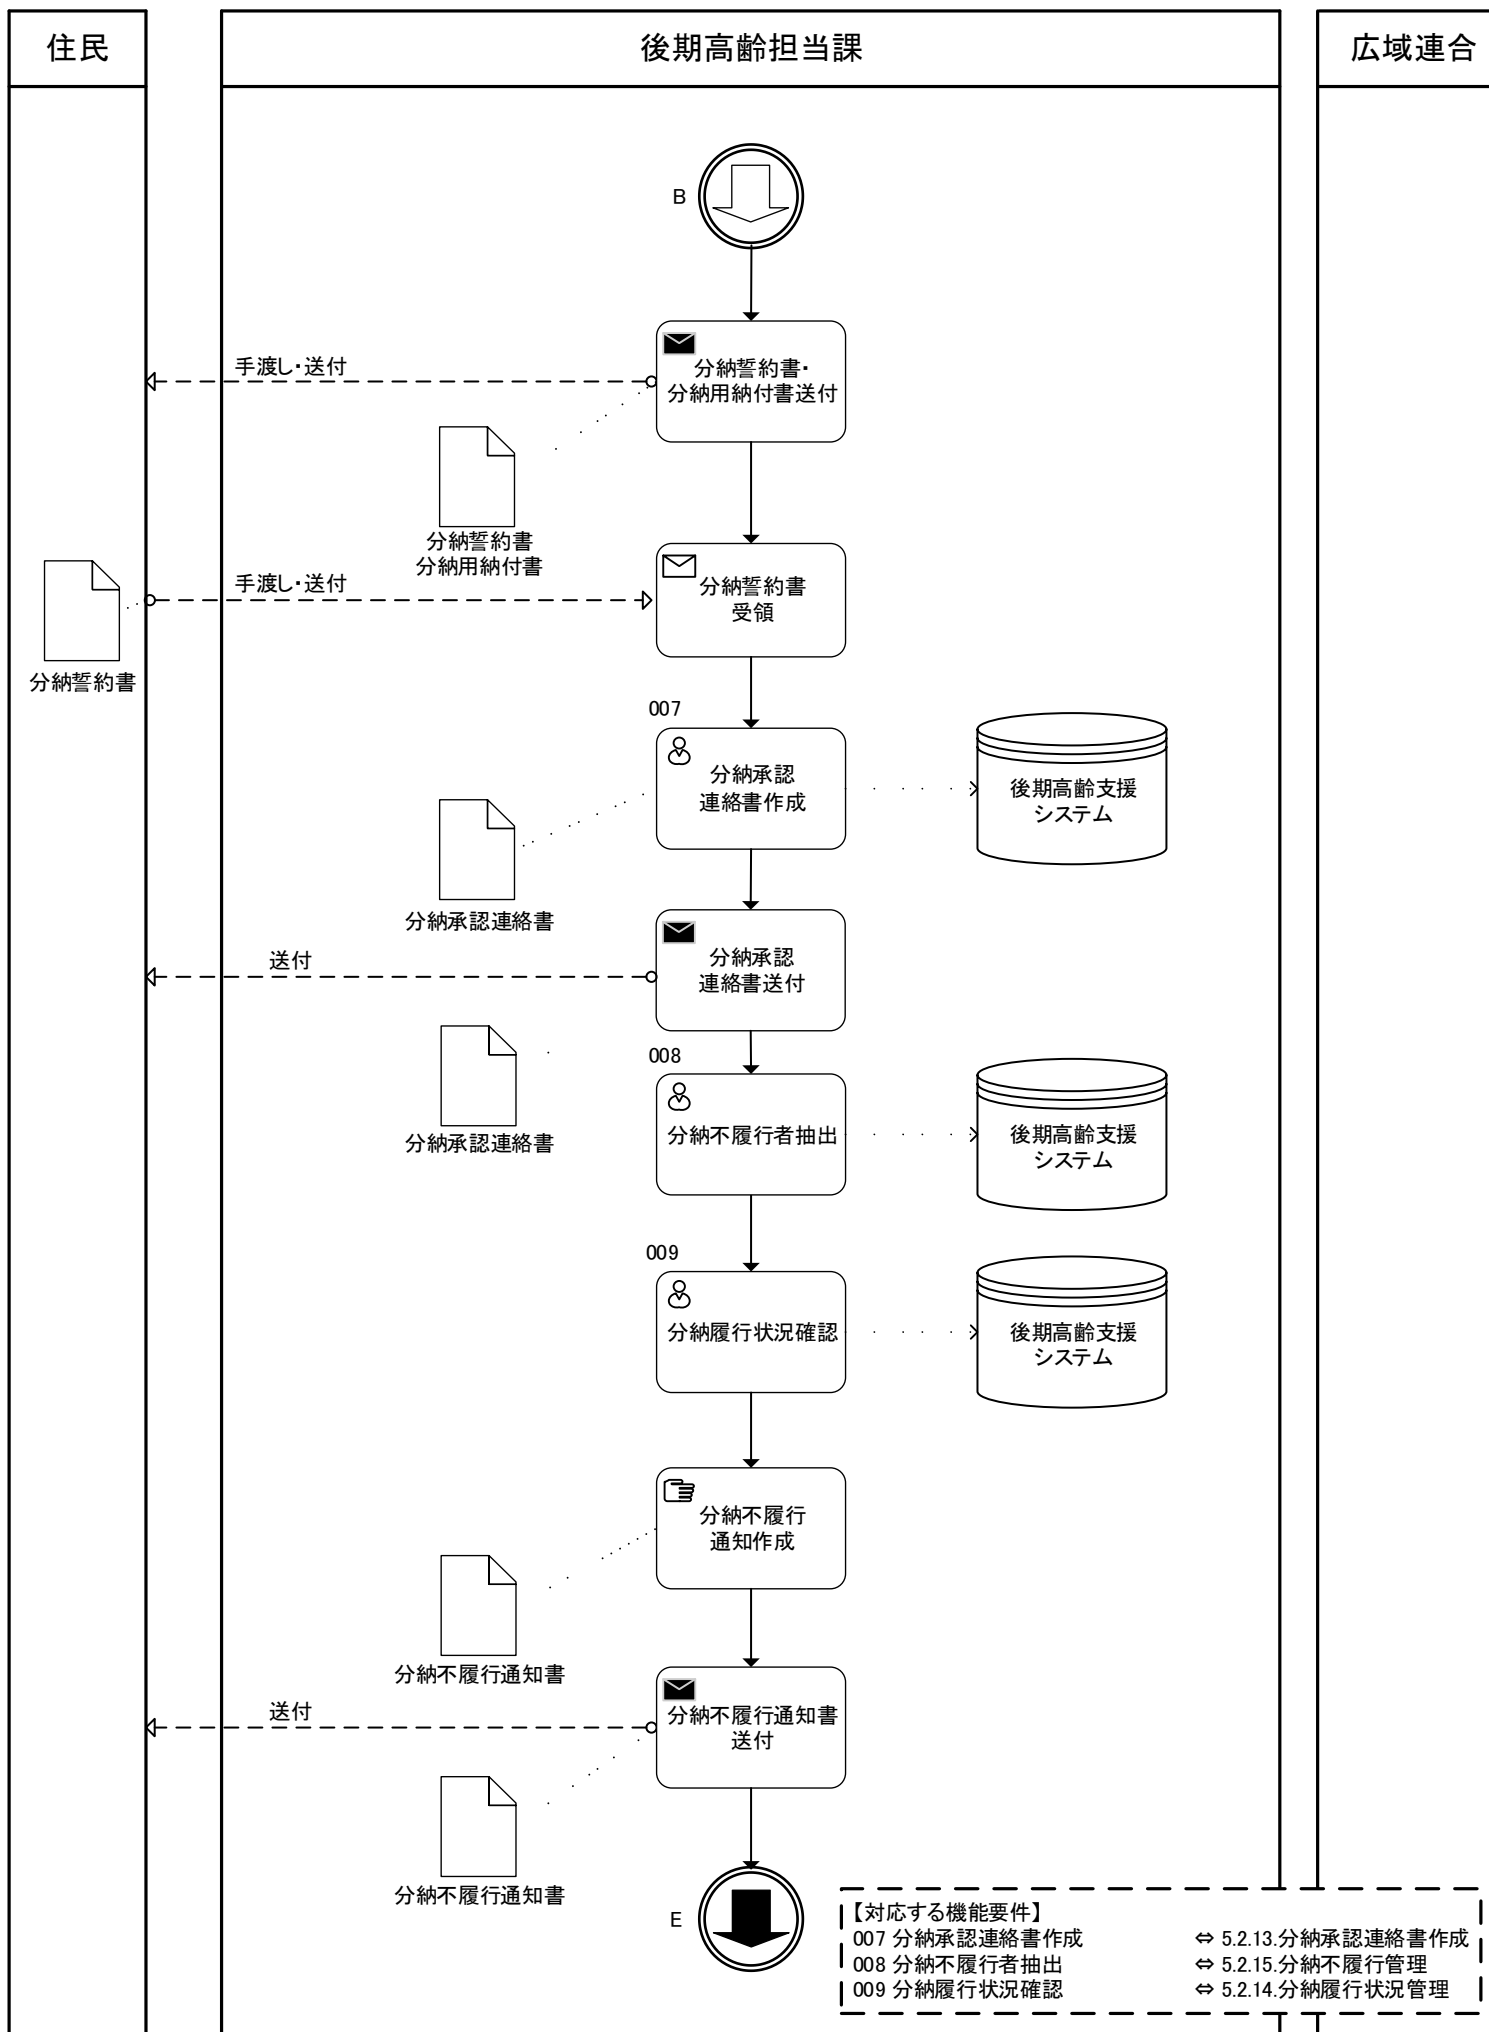 住民
後期高齢担当課
広域連合
B
手渡し・送付
分納誓約書・
分納用納付書送付
分納誓約書
分納用納付書
手渡し・送付
分納誓約書
受領
分納誓約書
007
分納承認
連絡書作成
後期高齢支援
システム
分納承認連絡書
送付
分納承認
連絡書送付
008
分納承認連絡書
分納不履行者抽出
後期高齢支援
システム
009
分納履行状況確認
後期高齢支援
システム
分納不履行
通知作成
分納不履行通知書
送付
分納不履行通知書
送付
分納不履行通知書
E
【対応する機能要件】
007 分納承認連絡書作成 ⇔ 5.2.13.分納承認連絡書作成
008 分納不履行者抽出 ⇔ 5.2.15.分納不履行管理
009 分納履行状況確認 ⇔ 5.2.14.分納履行状況管理